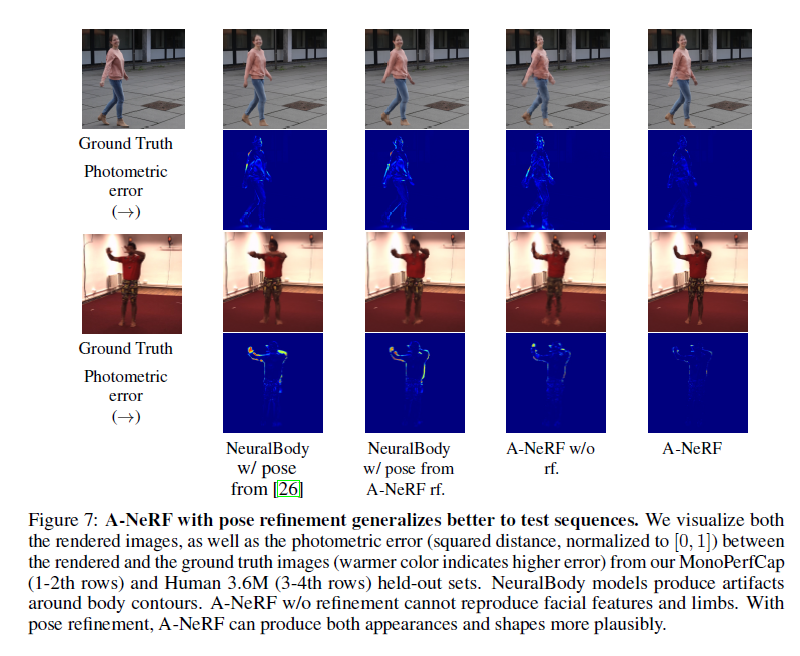 Ground Truth
Photometric
error
(→)
Ground Truth
Photometric
error
(→)
NeuralBody
w/ pose
from [26]
NeuralBody
w/ pose from
A-NeRF rf.
A-NeRF w/o
rf.
A-NeRF
Figure 7: A-NeRF with pose refinement generalizes better to test sequences. We visualize both
the rendered images, as well as the photometric error (squared distance, normalized to [0, 1]) between
the rendered and the ground truth images (warmer color indicates higher error) from our MonoPerfCap
(1-2th rows) and Human 3.6M (3-4th rows) held-out sets. NeuralBody models produce artifacts
around body contours. A-NeRF w/o refinement cannot reproduce facial features and limbs. With
pose refinement, A-NeRF can produce both appearances and shapes more plausibly.